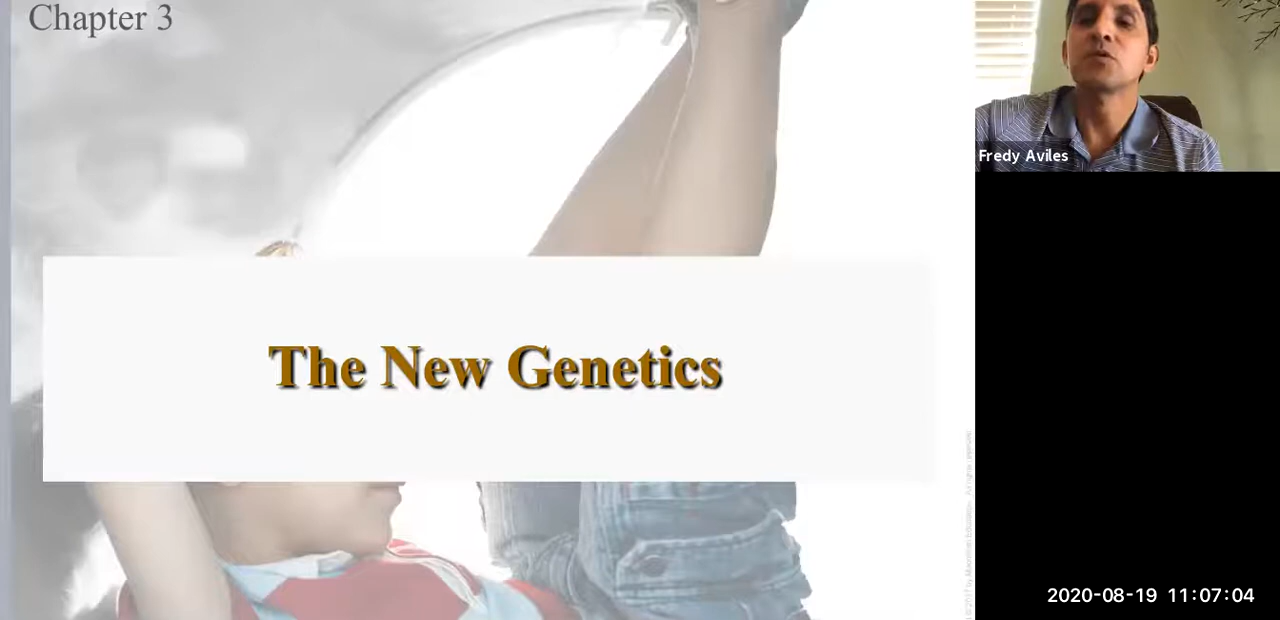 Chapter 3
The New Genetics
Fredy Aviles
2020-08-19 11:07:04